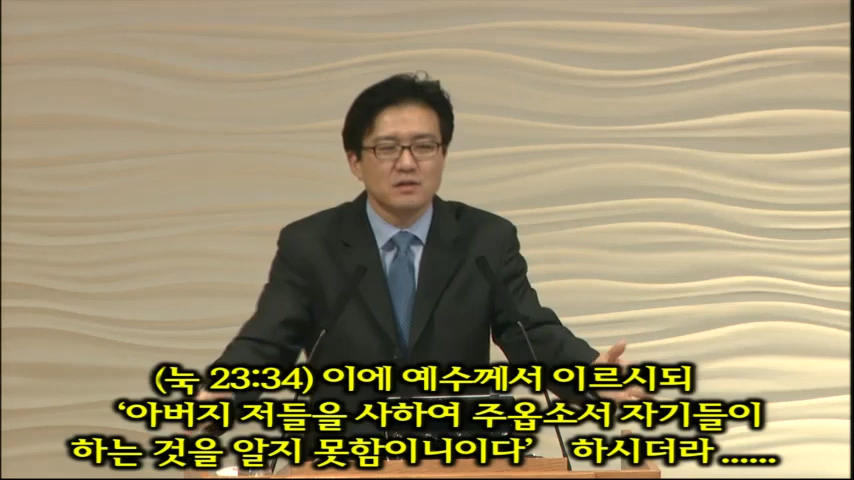 (눅 23:34) 이에 예수께서 이르시되
‘아버지 저들을 사하여 주옵소서 자기들이
하는 것을 알지 못함이니이다’ 하시더라 ......